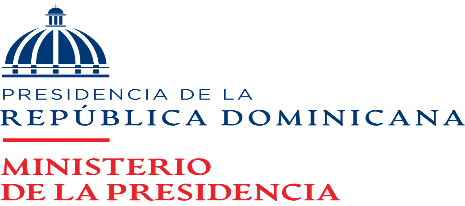 PRESIDENCIA DE LA
REPÚBLICA DOMINICANA
MINISTERIO
DE LA PRESIDENCIA